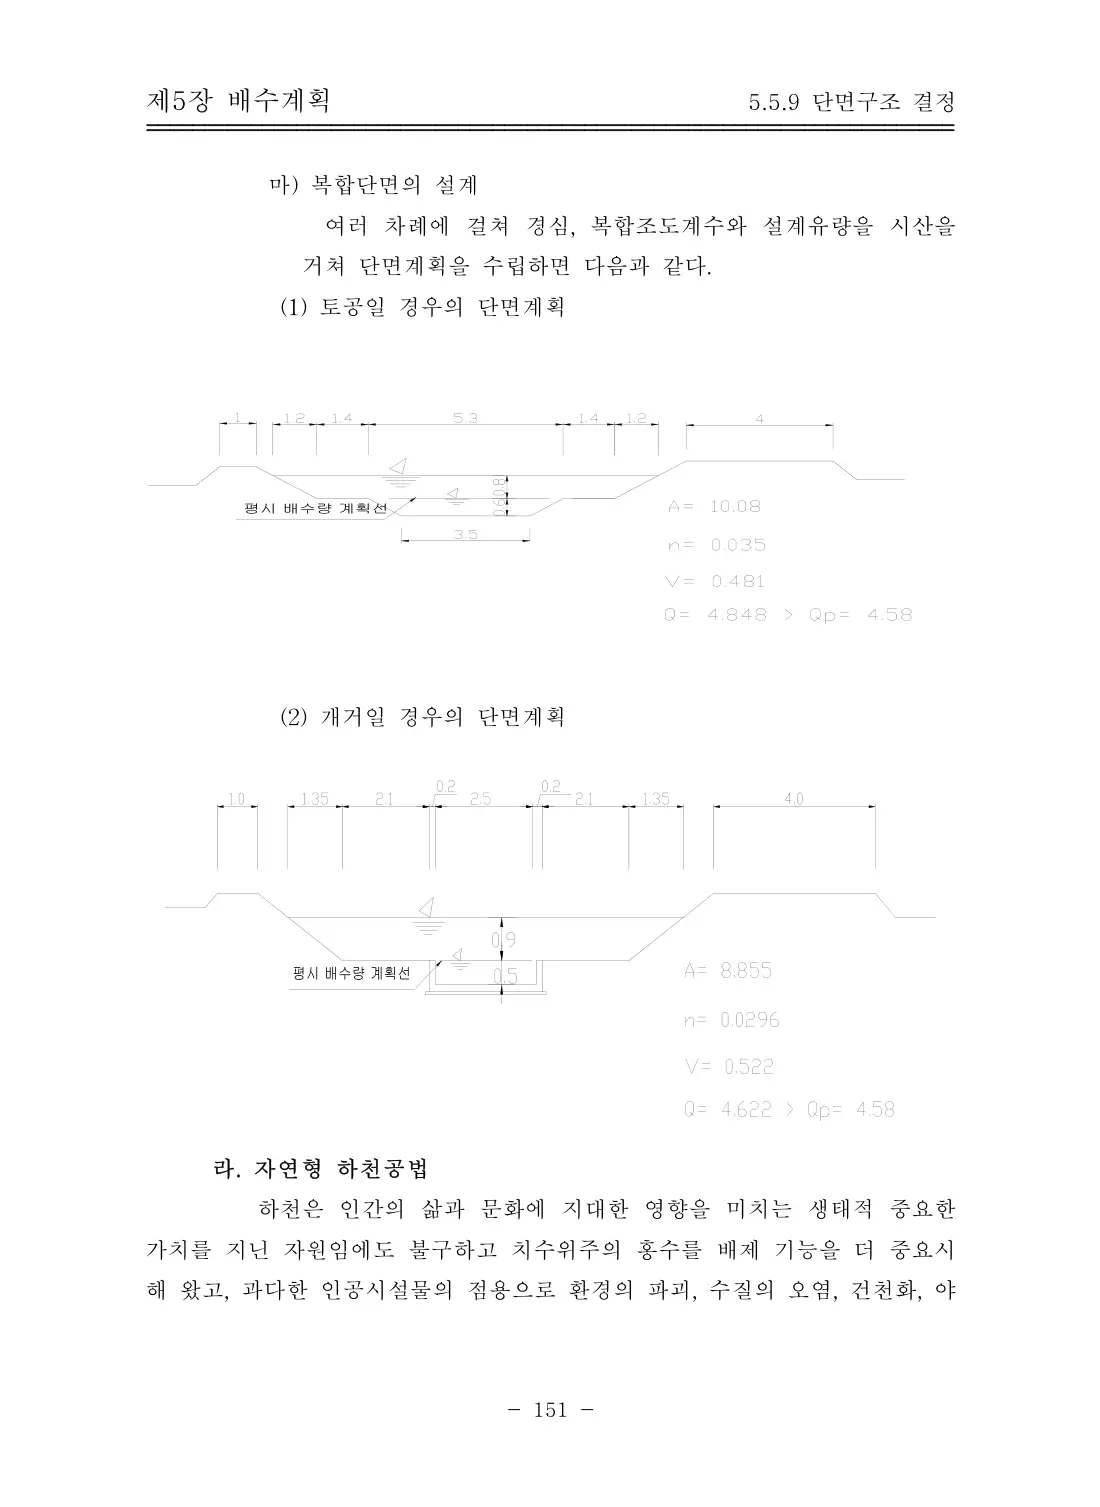 제5장 배수계획 5.5.9 단면구조 결정
마) 복합단면의 설계
여러 차례에 걸쳐 경심, 복합조도계수와 설계유량을 시산을
거쳐 단면계획을 수립하면 다음과 같다.
(1) 토공일 경우의 단면계획
1 1.2 1.4 5.3 1.4 1.2 4
0.8
평시 배수량 계획선 0.6
3.5
A= 10.08
n= 0.035
V= 0.481
Q= 4.848 > Qp= 4.58
(2) 개거일 경우의 단면계획
0.2 0.2
1.0 1.35 2.1 2.5 2.1 1.35 4.0
0.9
평시 배수량 계획선 0.5
A= 8.855
n= 0.0296
V= 0.522
Q= 4.622 > Qp= 4.58
라. 자연형 하천공법
하천은 인간의 삶과 문화에 지대한 영향을 미치는 생태적 중요한
가치를 지닌 자원임에도 불구하고 치수위주의 홍수를 배제 기능을 더 중요시
해 왔고, 과다한 인공시설물의 점용으로 환경의 파괴, 수질의 오염, 건천화, 야
- 151 -